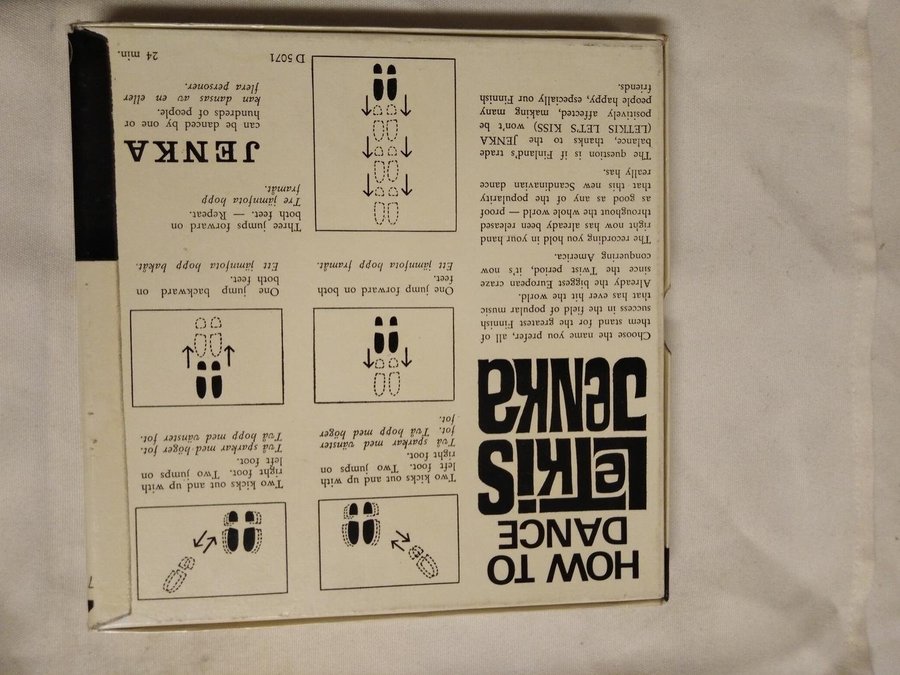 HOW TO
DANCE
LETKIS
JENKA
Choose the name you prefer, all of
them stand for the greatest Finnish
success in the field of popular music
that has ever hit the world.
Already the biggest European craze
since the Twist period, it's now
conquering America.
The recording you hold in your hand
right now has already been released
throughout the whole world — proof
as good as any of the popularity
that this new Scandinavian dance
really has.
The question is if Finland's trade
balance, thanks to the JENKA
(LETKIS LET'S KISS) won't be
positively affected, making many
people happy, especially our Finnish
friends.
Two kicks out and up with
left foot. Two jumps on
right foot.
Två sparkar med vänster
fot. Två hopp med höger
fot.
Two kicks out and up with
right foot. Two jumps on
left foot.
Två sparkar med höger fot.
Två hopp med vänster fot.
One jump forward on both
feet.
Ett jämnfota hopp framåt.
One jump backward on
both feet.
Ett jämnfota hopp bakåt.
Three jumps forward on
both feet. — Repeat.
Tre jämnfota hopp
framåt.
JENKA
can be danced by one or
hundreds of people.
kan dansas av en eller
flera personer.
D 5071
24 min.